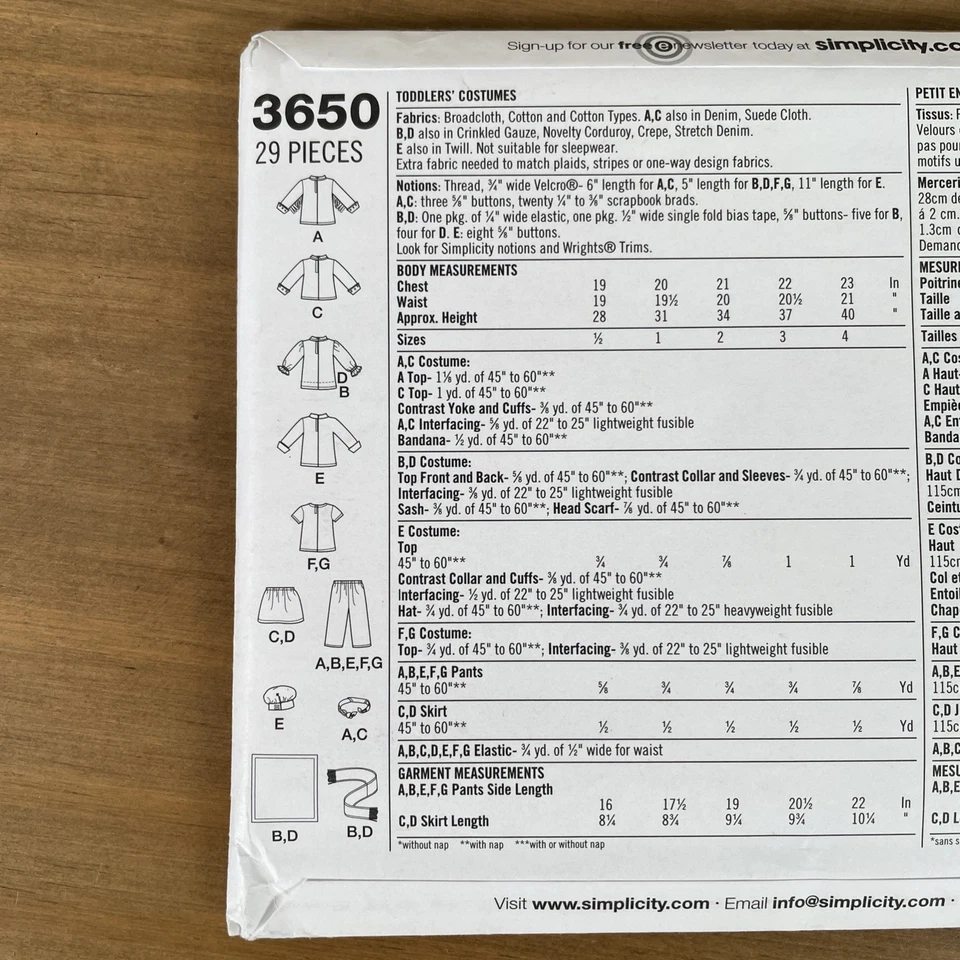 Sign-up for our free e newsletter today at simplicity.co
3650
29 PIECES
A
C
D
B
E
F,G
C,D
A,B,E,F,G
E
A,C
B,D
B,D
TODDLERS' COSTUMES
Fabrics: Broadcloth, Cotton and Cotton Types. A,C also in Denim, Suede Cloth.
B,D also in Crinkled Gauze, Novelty Corduroy, Crepe, Stretch Denim.
E also in Twill. Not suitable for sleepwear.
Extra fabric needed to match plaids, stripes or one-way design fabrics.
Notions: Thread, ¾" wide Velcro®- 6" length for A,C, 5" length for B,D,F,G, 11" length for E.
A,C: three ⅝" buttons, twenty ¼" to ⅜" scrapbook brads.
B,D: One pkg. of ¼" wide elastic, one pkg. ½" wide single fold bias tape, ⅝" buttons- five for B,
four for D. E: eight ⅝" buttons.
Look for Simplicity notions and Wrights® Trims.
BODY MEASUREMENTS
Chest 19 20 21 22 23 In
Waist 19 19½ 20 20½ 21 "
Approx. Height 28 31 34 37 40 "
Sizes ½ 1 2 3 4
A,C Costume:
A Top- 1⅛ yd. of 45" to 60"**
C Top- 1 yd. of 45" to 60"**
Contrast Yoke and Cuffs- ⅜ yd. of 45" to 60"**
A,C Interfacing- ⅝ yd. of 22" to 25" lightweight fusible
Bandana- ½ yd. of 45" to 60"**
B,D Costume:
Top Front and Back- ⅝ yd. of 45" to 60"**; Contrast Collar and Sleeves- ¾ yd. of 45" to 60"**;
Interfacing- ⅝ yd. of 22" to 25" lightweight fusible
Sash- ⅜ yd. of 45" to 60"**; Head Scarf- ⅞ yd. of 45" to 60"**
E Costume:
Top
45" to 60"** ¾ ¾ ⅞ 1 1 Yd
Contrast Collar and Cuffs- ⅜ yd. of 45" to 60"**
Interfacing- ½ yd. of 22" to 25" lightweight fusible
Hat- ¾ yd. of 45" to 60"**; Interfacing- ¾ yd. of 22" to 25" heavyweight fusible
F,G Costume:
Top- ¾ yd. of 45" to 60"**; Interfacing- ⅝ yd. of 22" to 25" lightweight fusible
A,B,E,F,G Pants
45" to 60"** ⅝ ¾ ¾ ¾ ⅞ Yd
C,D Skirt
45" to 60"** ½ ½ ½ ½ ½ Yd
A,B,C,D,E,F,G Elastic- ¾ yd. of ½" wide for waist
GARMENT MEASUREMENTS
A,B,E,F,G Pants Side Length
16 17½ 19 20½ 22 In
C,D Skirt Length 8¼ 8¾ 9¼ 9¾ 10¼ "
*without nap **with nap ***with or without nap
PETIT EN
Tissus: F
Velours
pas pour
motifs u
Merceri
28cm de
á 2 cm.
1.3cm
Demand
MESURE
Poitrine
Taille
Taille a
Tailles
A,C Cos
A Haut-
C Haut
Empièc
A,C En
Banda
B,D Co
Haut D
115cm
Ceintu
E Cost
Haut
115c
Col et
Entoil
Chap
F,G C
Haut
A,B,E
115c
C,D J
115c
A,B,C
MESU
A,B,E
C,D L
*sans s
Visit www.simplicity.com · Email info@simplicity.com ·